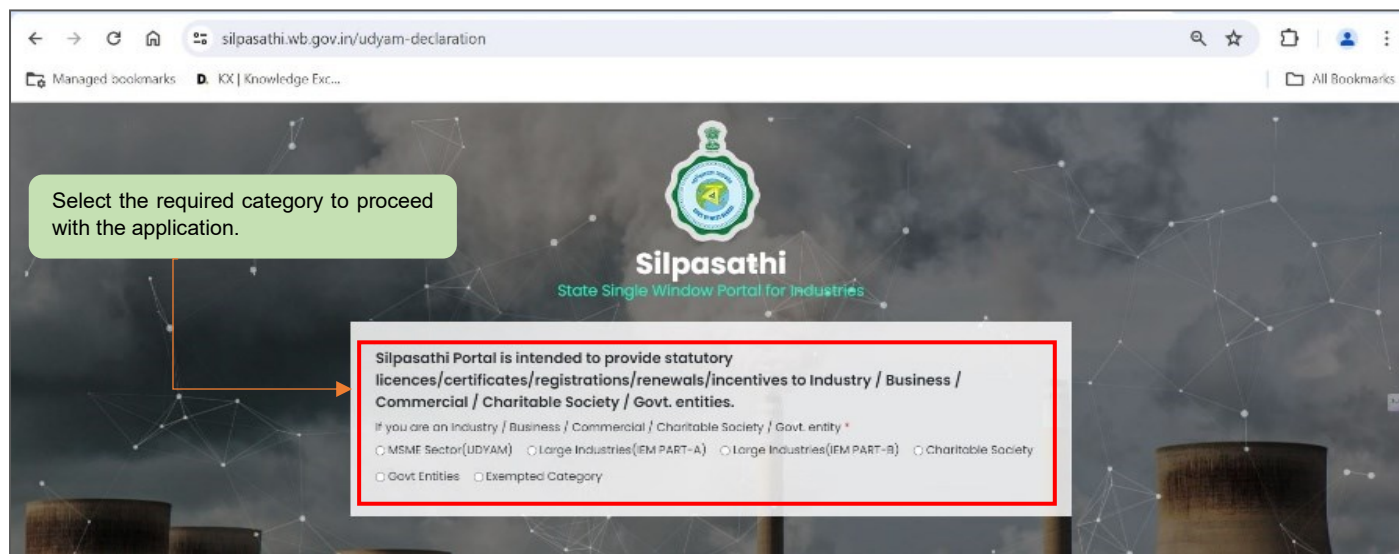 silpasathi.wb.gov.in/udyam-declaration
Managed bookmarks D. KX | Knowledge Exc... All Bookmarks
Select the required category to proceed
with the application.
Silpasathi
State Single Window Portal for Industries
Silpasathi Portal is intended to provide statutory
licences/certificates/registrations/renewals/incentives to Industry / Business /
Commercial / Charitable Society / Govt. entities.
If you are an Industry / Business / Commercial / Charitable Society / Govt. entity *
MSME Sector(UDYAM) Large Industries(IEM PART-A) Large Industries(IEM PART-B) Charitable Society
Govt Entities Exempted Category